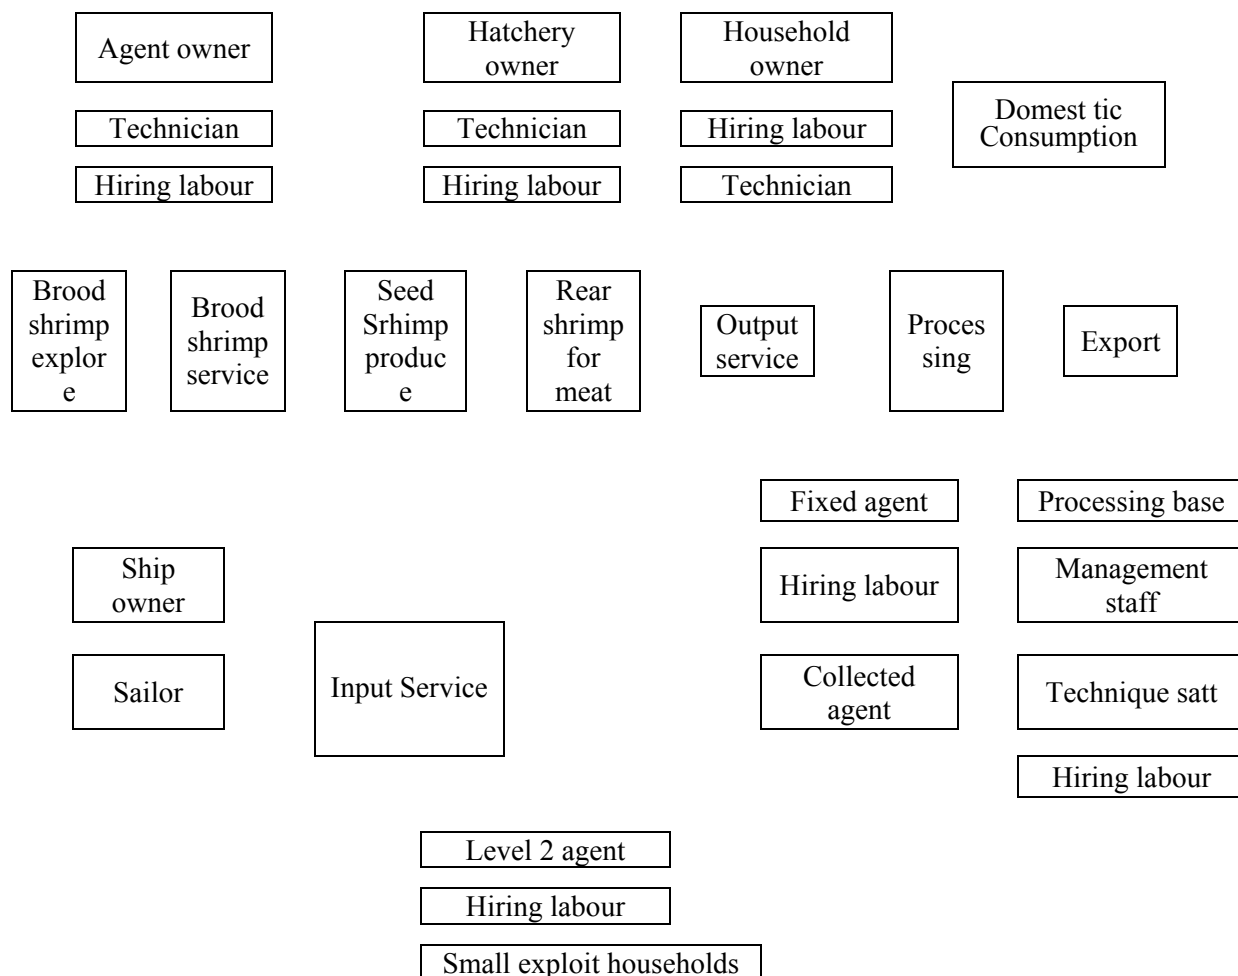 Agent owner
Hatchery
owner
Household
owner
Domest tic
Consumption
Technician
Technician
Hiring labour
Hiring labour
Hiring labour
Technician
Brood
shrimp
explor
e
Brood
shrimp
service
Seed
Srhimp
produc
e
Rear
shrimp
for
meat
Output
service
Proces
sing
Export
Fixed agent
Processing base
Ship
owner
Hiring labour
Management
staff
Input Service
Sailor
Collected
agent
Technique satt
Hiring labour
Level 2 agent
Hiring labour
Small exploit households